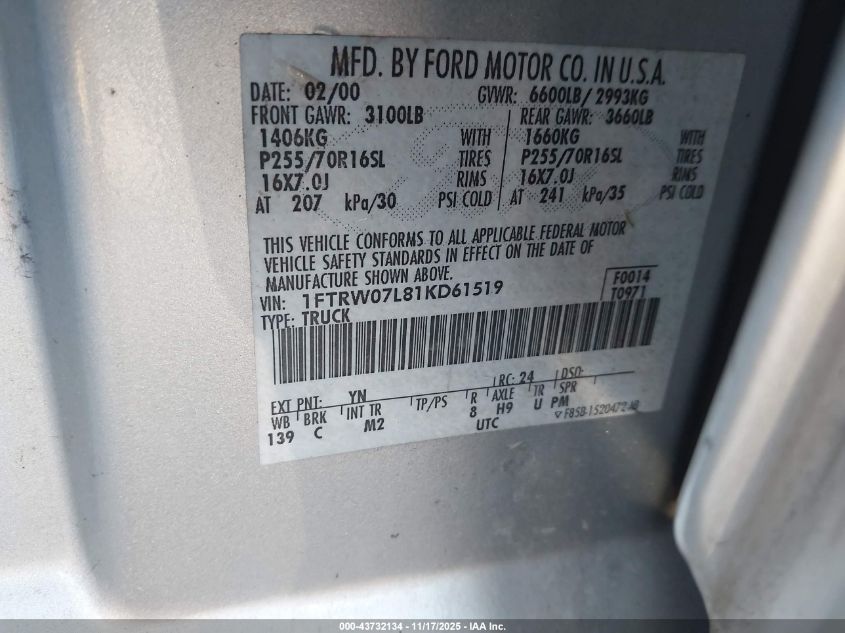 MFD. BY FORD MOTOR CO. IN U.S.A.
DATE: 02/00 GVWR: 6600LB/ 2993KG
FRONT GAWR: 3100LB REAR GAWR: 3660LB
1406KG WITH 1660KG WITH
P255/70R16SL TIRES P255/70R16SL TIRES
16X7.0J RIMS 16X7.0J RIMS
AT 207 kPa/30 PSI COLD AT 241 kPa/35 PSI COLD
THIS VEHICLE CONFORMS TO ALL APPLICABLE FEDERAL MOTOR
VEHICLE SAFETY STANDARDS IN EFFECT ON THE DATE OF
MANUFACTURE SHOWN ABOVE.
VIN: 1FTRW07L81KD61519 F0014
TYPE: TRUCK T0971
EXT PNT: YN RC: 24 DSO:
WB BRK INT TR TP/PS R AXLE TR SPR
139 C M2 8 H9 U PM
UTC F85B-1520472-AB
000-43732134 - 11/17/2025 - IAA Inc.